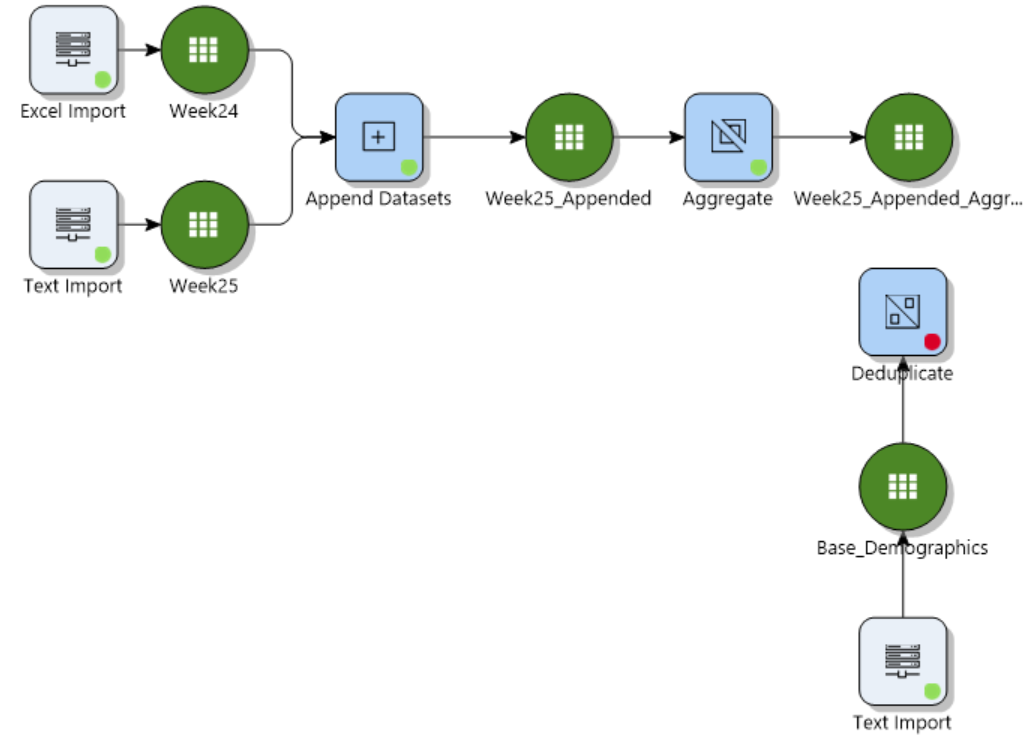 Excel Import
Week24
Append Datasets
Week25_Appended
Aggregate
Week25_Appended_Aggr...
Text Import
Week25
Deduplicate
Base_Demographics
Text Import